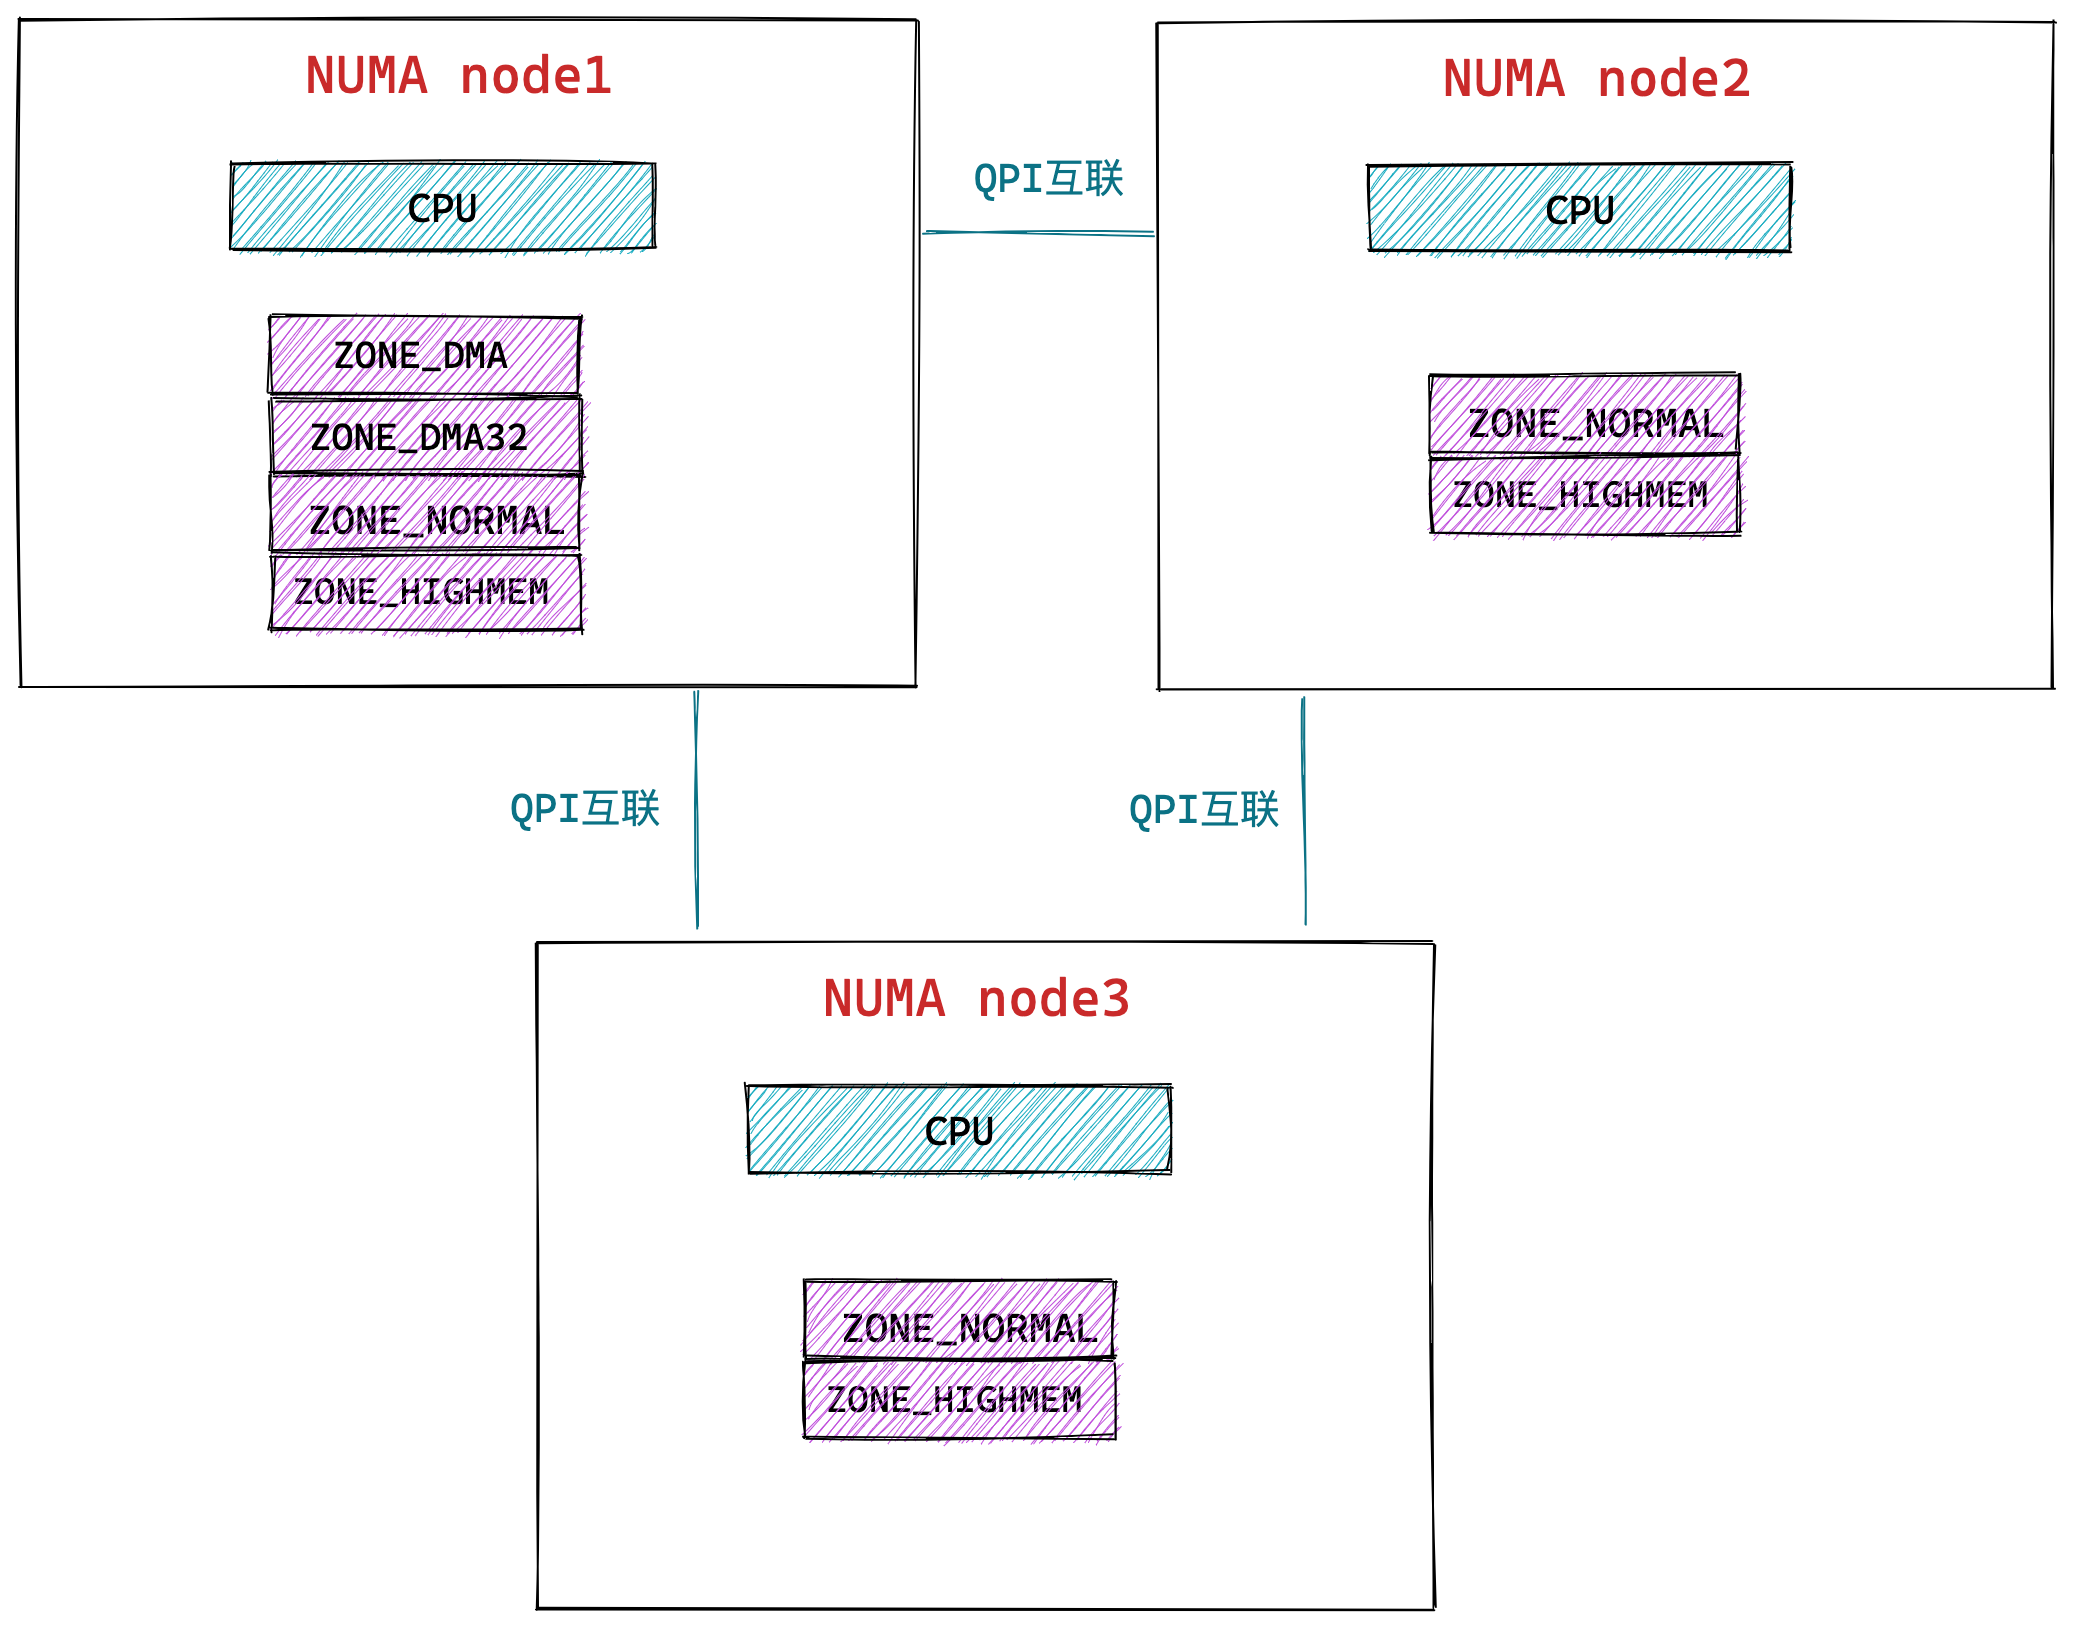 NUMA node1
CPU
ZONE_DMA
ZONE_DMA32
ZONE_NORMAL
ZONE_HIGHMEM
QPI互联
NUMA node2
CPU
ZONE_NORMAL
ZONE_HIGHMEM
QPI互联
QPI互联
NUMA node3
CPU
ZONE_NORMAL
ZONE_HIGHMEM